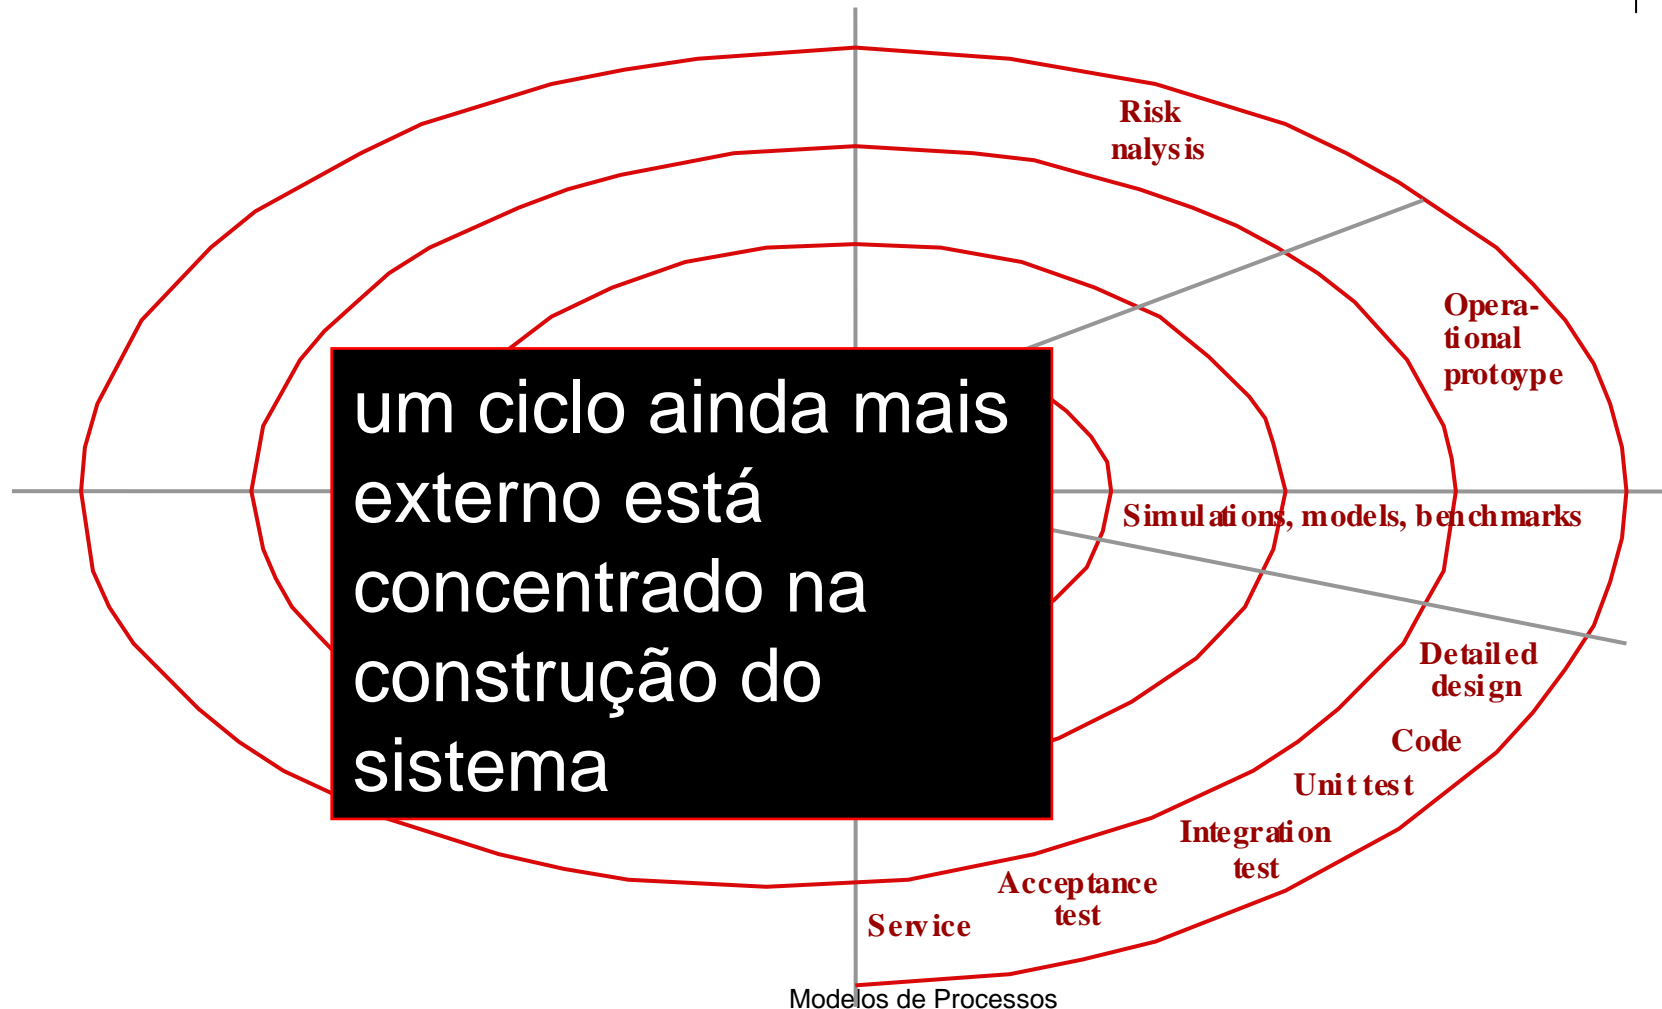 Risk
nalysis
Opera-
tional
protoype
um ciclo ainda mais
externo está
concentrado na
construção do
sistema
Simulations, models, benchmarks
Detailed
design
Code
Unit test
Integration
test
Acceptance
test
Service
Modelos de Processos